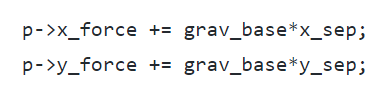 p->x_force += grav_base*x_sep;
p->y_force += grav_base*y_sep;